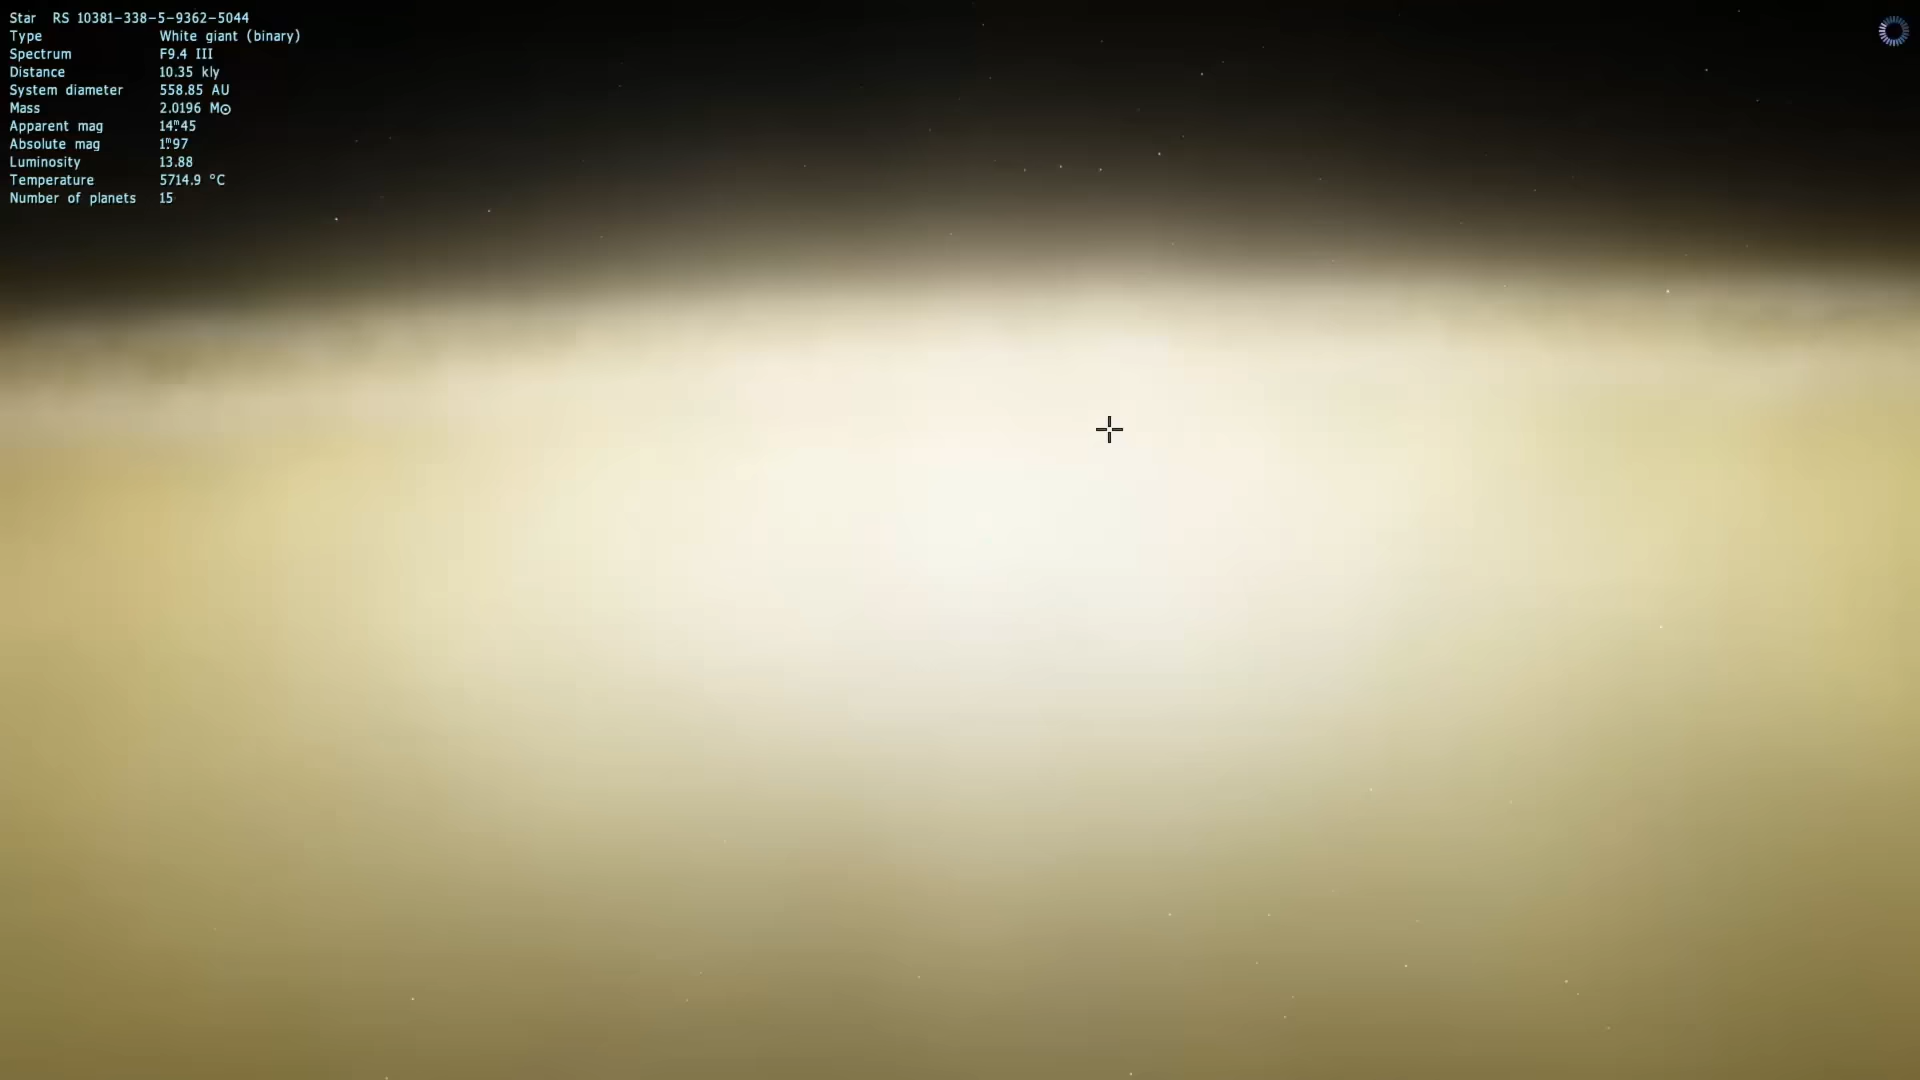 Star RS 10381-338-5-9362-5044
Type White giant (binary)
Spectrum F9.4 III
Distance 10.35 kly
System diameter 558.85 AU
Mass 2.0196 M☉
Apparent mag 14ᵐ.45
Absolute mag 1ᵐ.97
Luminosity 13.88
Temperature 5714.9 °C
Number of planets 15